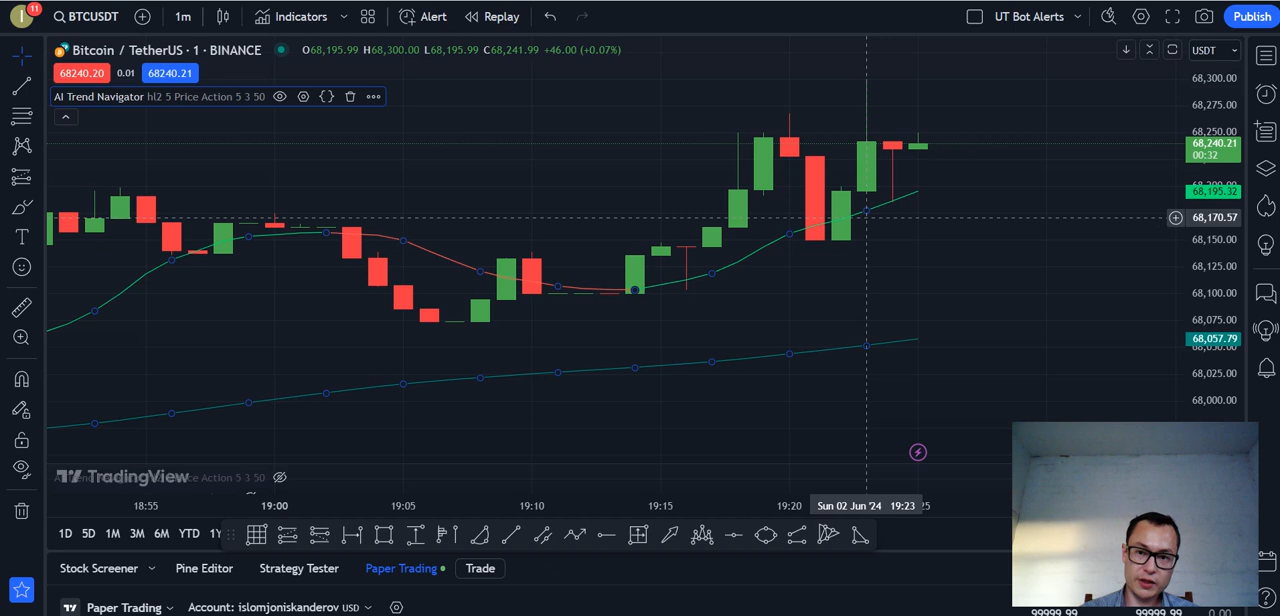 I 11 BTCUSDT 1m Indicators Alert Replay UT Bot Alerts Publish
Bitcoin / TetherUS · 1 · BINANCE O68,195.99 H68,300.00 L68,195.99 C68,241.99 +46.00 (+0.07%) USDT
68240.20 0.01 68240.21
AI Trend Navigator hl2 5 Price Action 5 3 50
68,300.00
68,275.00
68,250.00
68,240.21
00:32
68,195.32
68,170.57
68,150.00
68,125.00
68,100.00
68,075.00
68,057.79
68,025.00
68,000.00
TradingView
Price Action 5 3 50
18:55 19:00 19:05 19:10 19:15 19:20 Sun 02 Jun '24 19:23 25
1D 5D 1M 3M 6M YTD 1Y
Stock Screener Pine Editor Strategy Tester Paper Trading Trade
Paper Trading Account: islomjoniskanderov USD
99999.99 99999.99 0.00